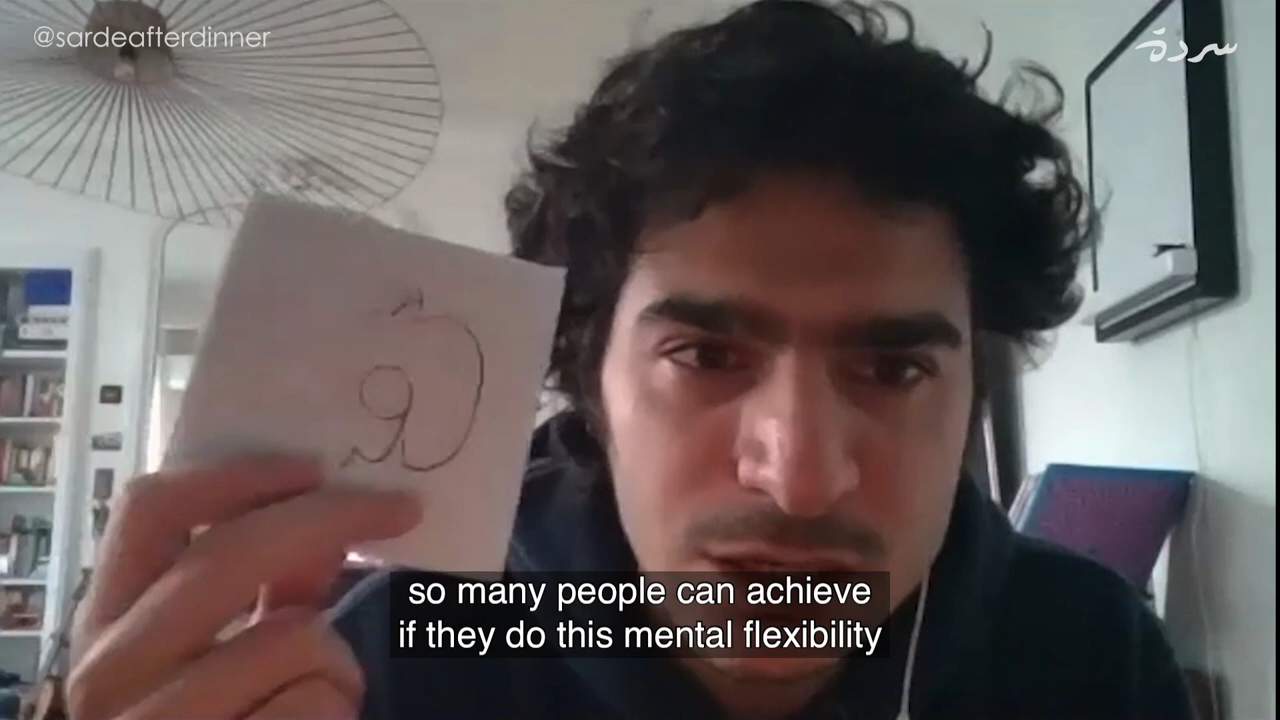 @sardeafterdinner
سردة
so many people can achieve
if they do this mental flexibility